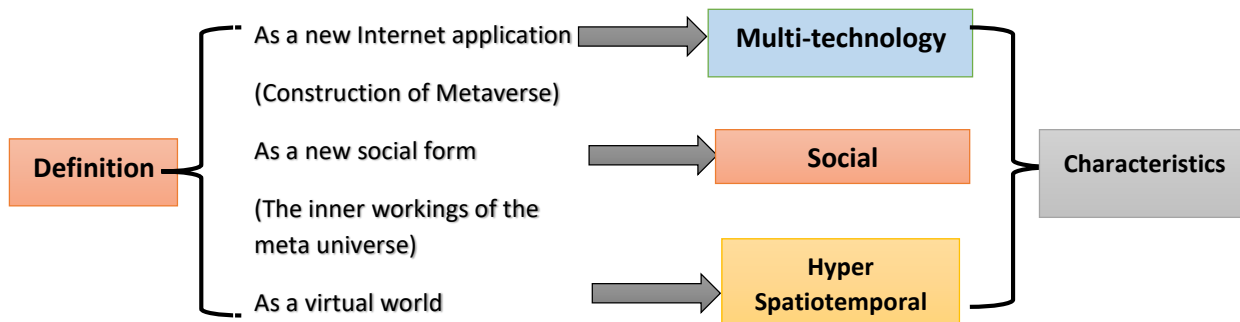 Definition
As a new Internet application
(Construction of Metaverse)
As a new social form
(The inner workings of the
meta universe)
As a virtual world
Multi-technology
Social
Hyper
Spatiotemporal
Characteristics